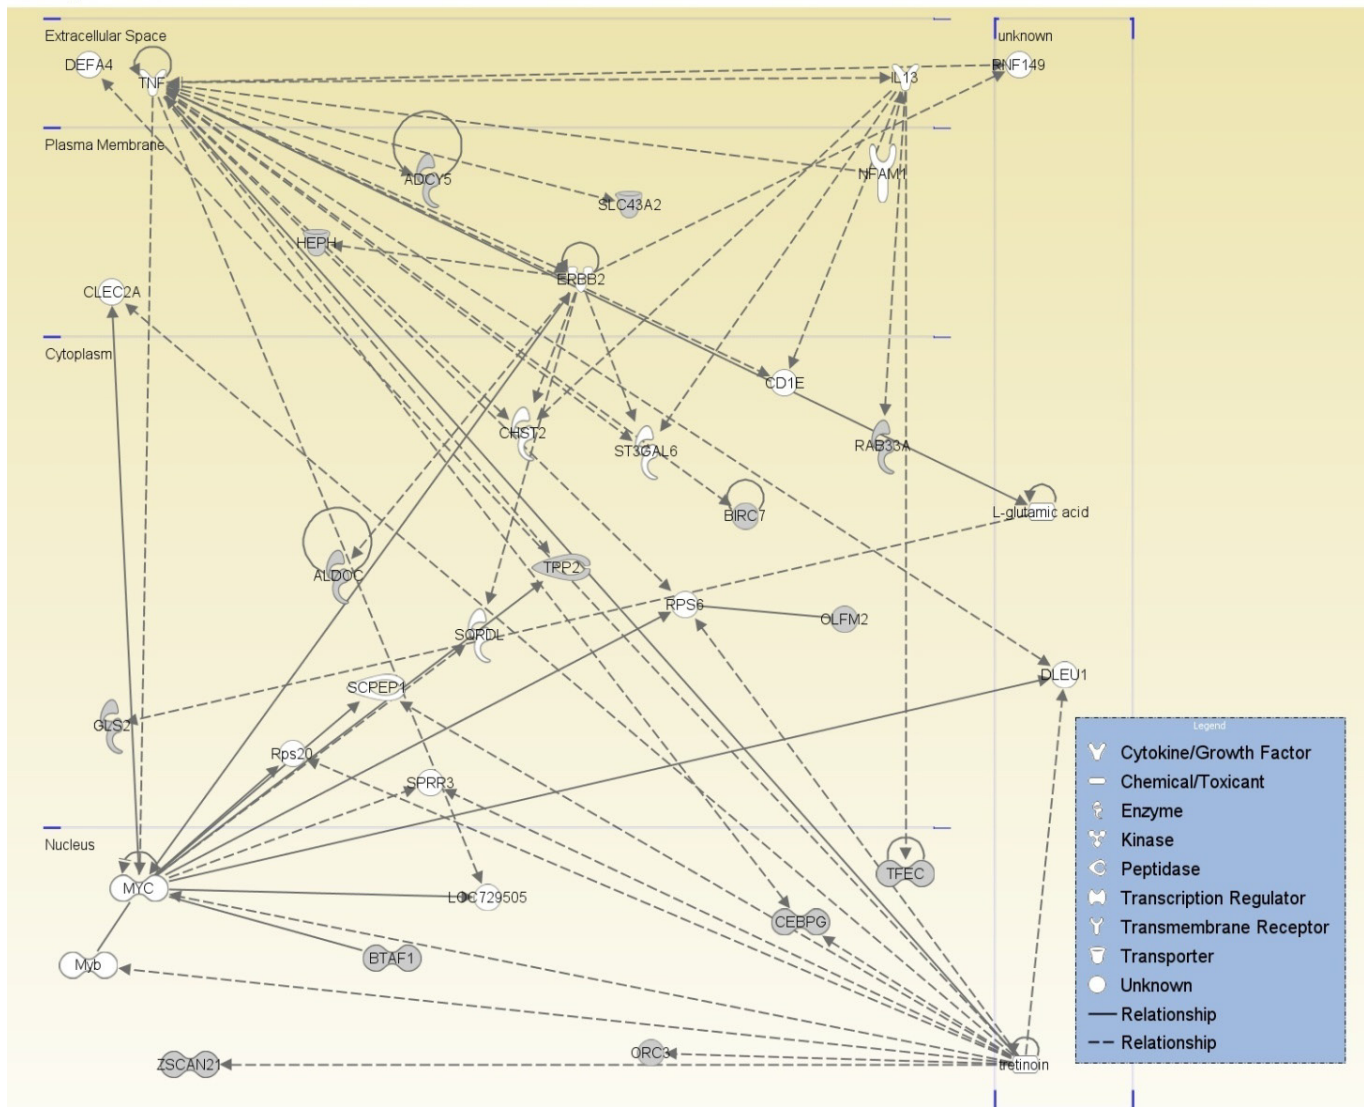 Extracellular Space
unknown
DEFA4
TNF
IL13
RNF149
Plasma Membrane
ADCY5
NFAM1
SLC43A2
HEPH
ERBB2
CLEC2A
Cytoplasm
CD1E
CHST2
ST3GAL6
RAB33A
BIRC7
L-glutamic acid
ALDOC
TPP2
RPS6
OLFM2
SQRDL
DLEU1
SCPEP1
GLS2
Rps20
SPRR3
Nucleus
MYC
LOC729505
TFEC
CEBPG
Myb
BTAF1
ZSCAN21
ORC3
tretinoin
Legend
Cytokine/Growth Factor
Chemical/Toxicant
Enzyme
Kinase
Peptidase
Transcription Regulator
Transmembrane Receptor
Transporter
Unknown
Relationship
Relationship